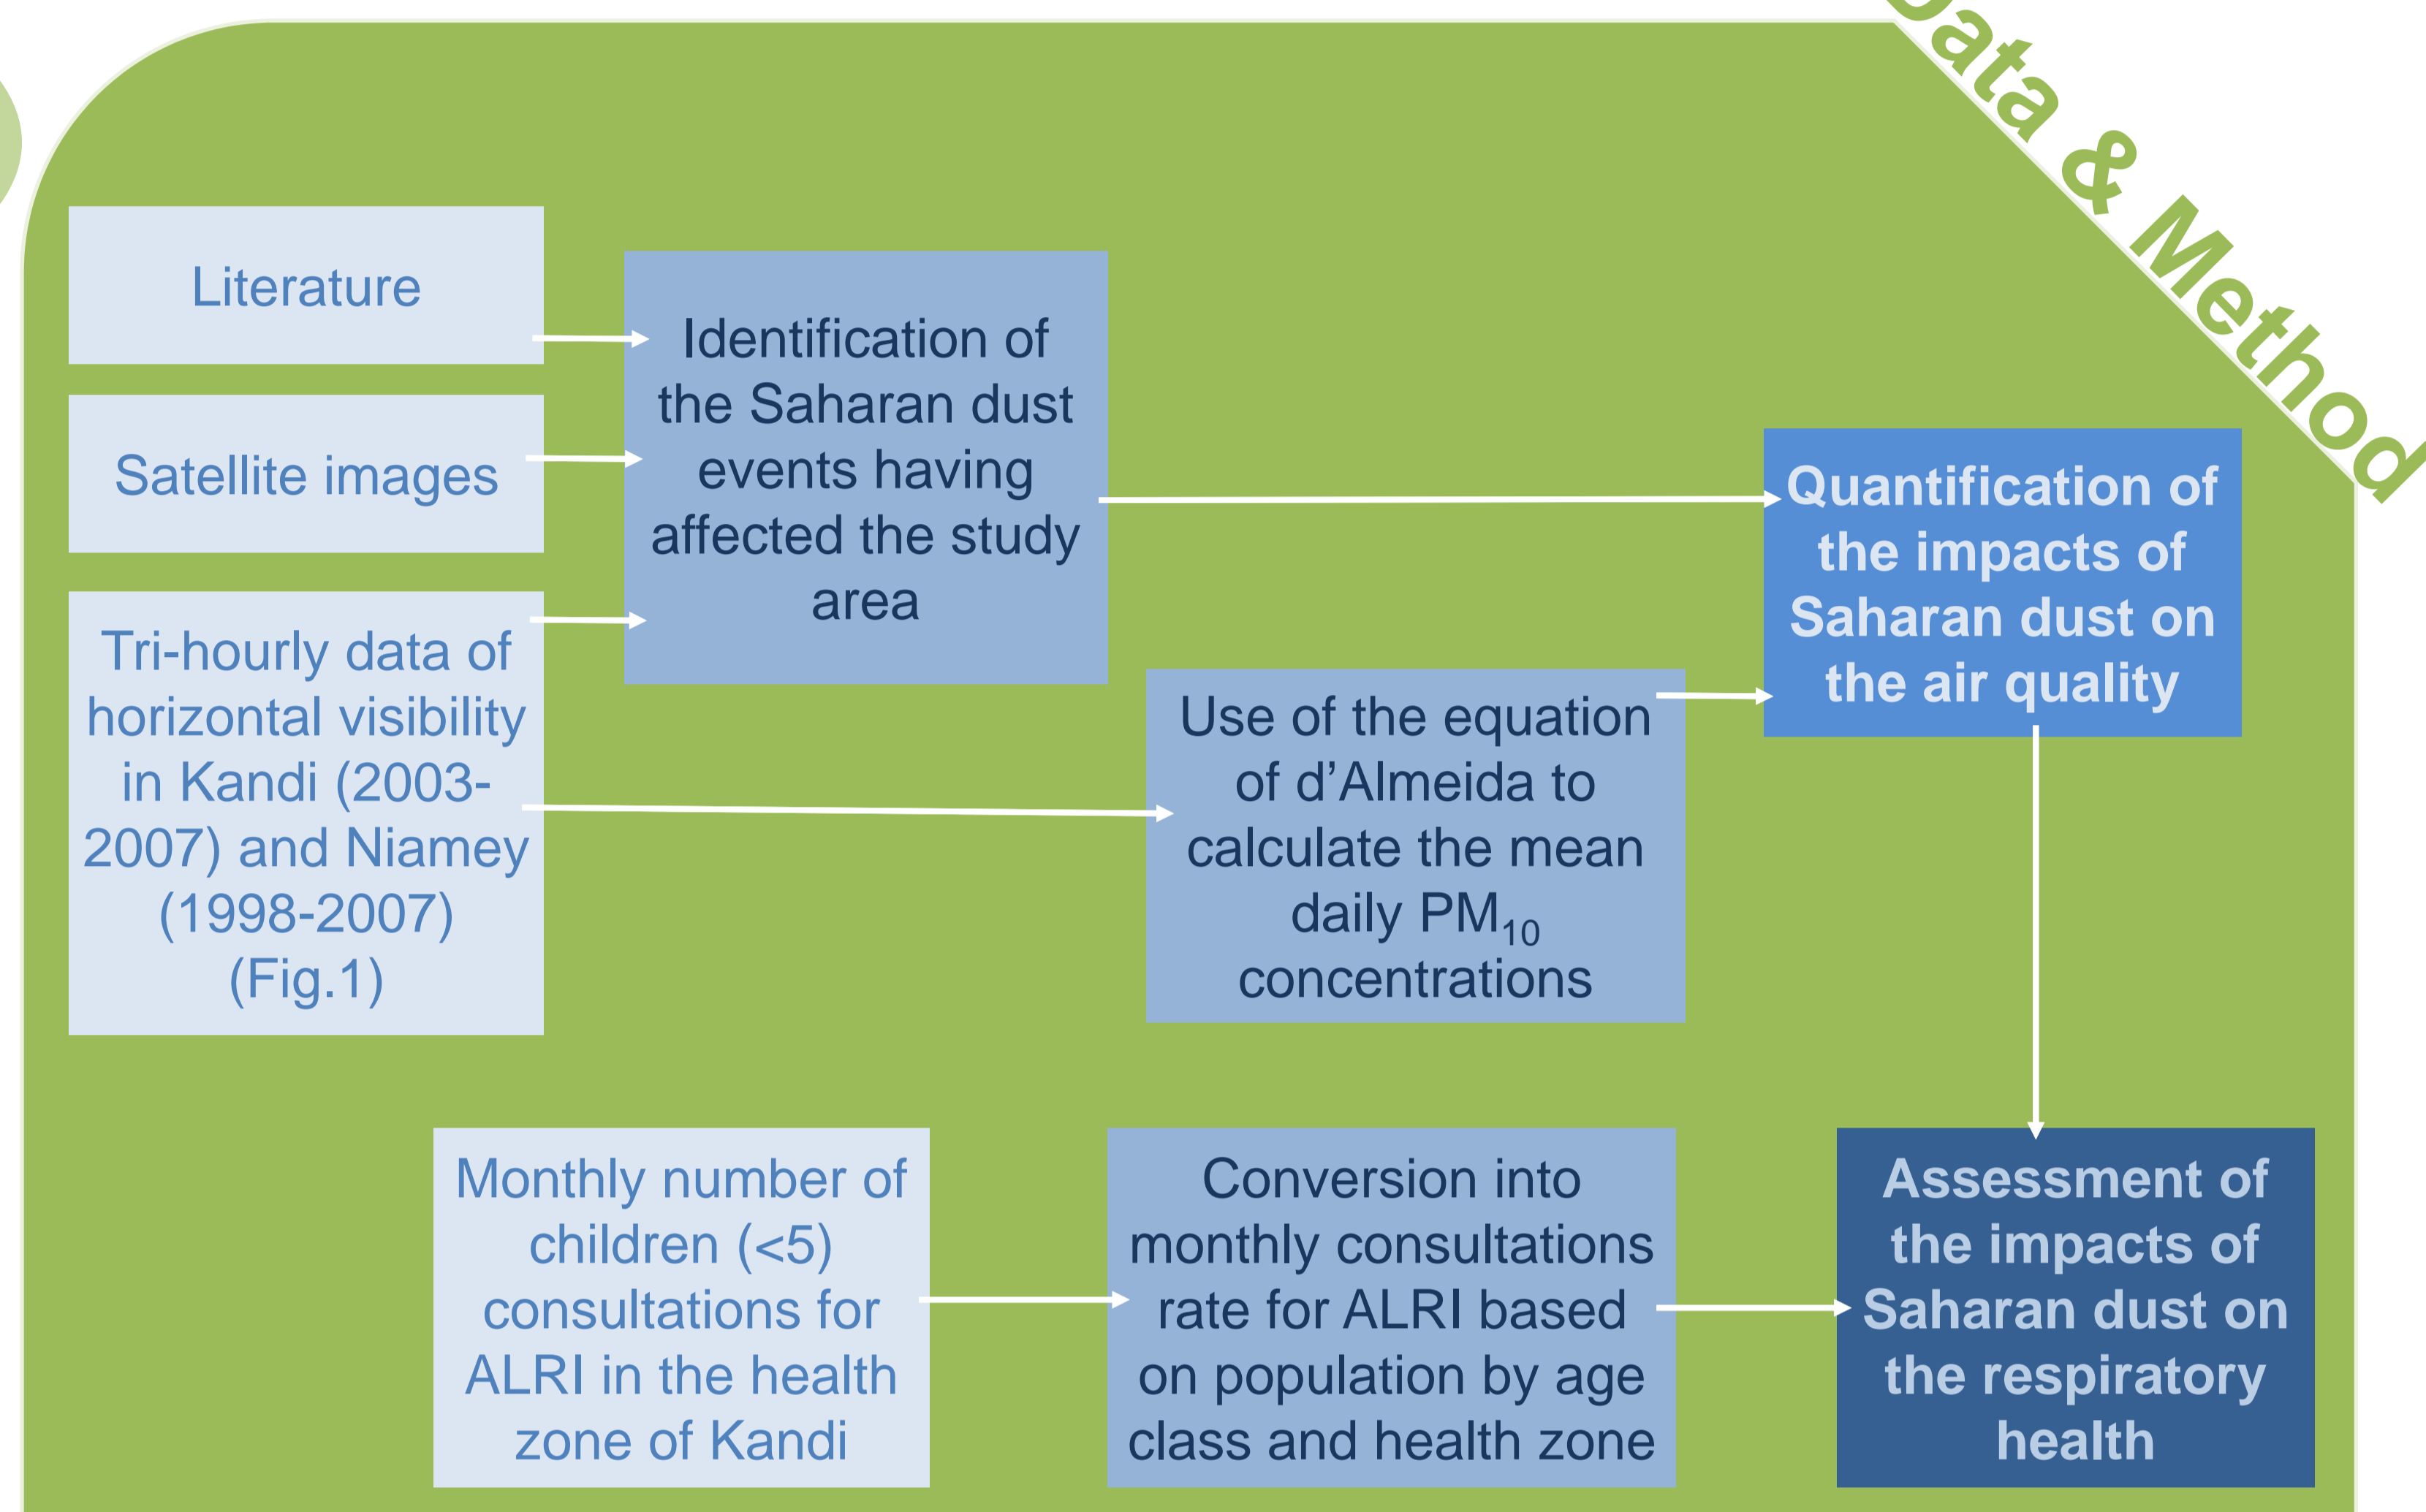 Data & Method
Literature
Satellite images
Tri-hourly data of
horizontal visibility
in Kandi (2003-
2007) and Niamey
(1998-2007)
(Fig.1)
Identification of
the Saharan dust
events having
affected the study
area
Use of the equation
of d'Almeida to
calculate the mean
daily PM₁₀
concentrations
Quantification of
the impacts of
Saharan dust on
the air quality
Monthly number of
children (<5)
consultations for
ALRI in the health
zone of Kandi
Conversion into
monthly consultations
rate for ALRI based
on population by age
class and health zone
Assessment of
the impacts of
Saharan dust on
the respiratory
health